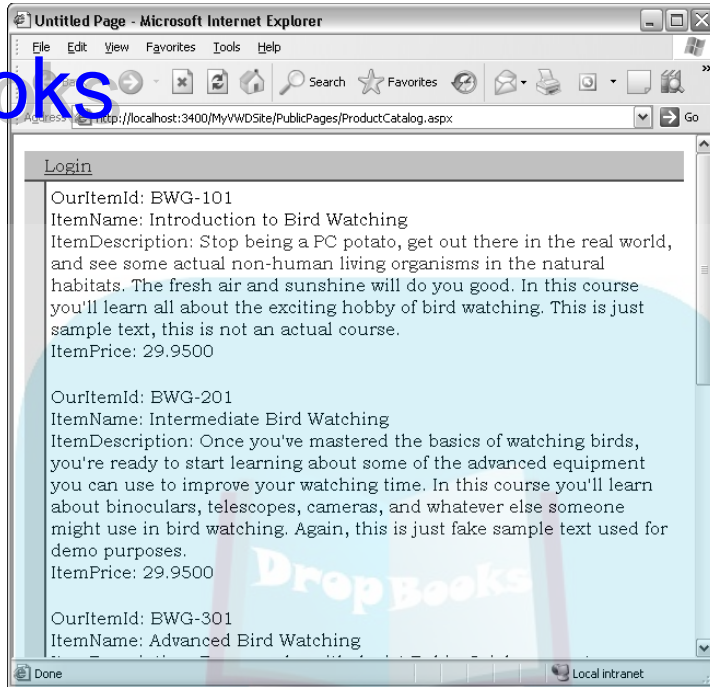 Untitled Page - Microsoft Internet Explorer
File Edit View Favorites Tools Help
ooks
Search Favorites
Address http://localhost:3400/MyVWDSite/PublicPages/ProductCatalog.aspx Go
Login
OurItemId: BWG-101
ItemName: Introduction to Bird Watching
ItemDescription: Stop being a PC potato, get out there in the real world,
and see some actual non-human living organisms in the natural
habitats. The fresh air and sunshine will do you good. In this course
you'll learn all about the exciting hobby of bird watching. This is just
sample text, this is not an actual course.
ItemPrice: 29.9500
OurItemId: BWG-201
ItemName: Intermediate Bird Watching
ItemDescription: Once you've mastered the basics of watching birds,
you're ready to start learning about some of the advanced equipment
you can use to improve your watching time. In this course you'll learn
about binoculars, telescopes, cameras, and whatever else someone
might use in bird watching. Again, this is just fake sample text used for
demo purposes.
ItemPrice: 29.9500
DropBooks
OurItemId: BWG-301
ItemName: Advanced Bird Watching
Done Local intranet